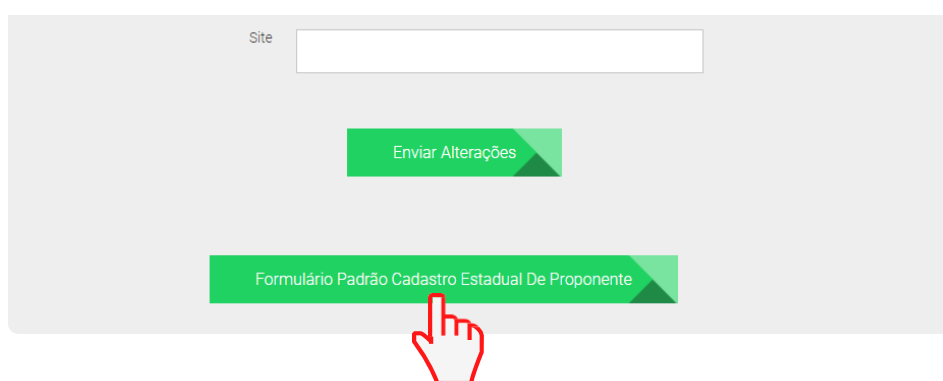 Site
Enviar Alterações
Formulário Padrão Cadastro Estadual De Proponente